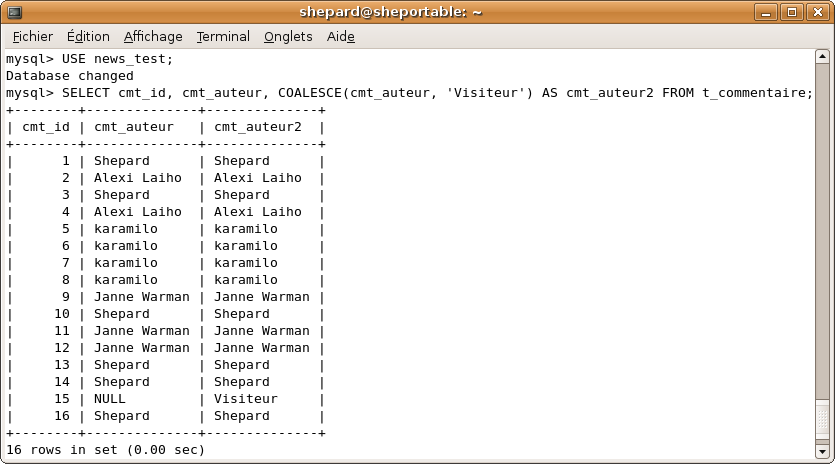 shepard@sheportable: ~
Fichier Édition Affichage Terminal Onglets Aide
mysql> USE news_test;
Database changed
mysql> SELECT cmt_id, cmt_auteur, COALESCE(cmt_auteur, 'Visiteur') AS cmt_auteur2 FROM t_commentaire;
+--------+--------------+--------------+
| cmt_id | cmt_auteur   | cmt_auteur2  |
+--------+--------------+--------------+
|      1 | Shepard      | Shepard      |
|      2 | Alexi Laiho  | Alexi Laiho  |
|      3 | Shepard      | Shepard      |
|      4 | Alexi Laiho  | Alexi Laiho  |
|      5 | karamilo     | karamilo     |
|      6 | karamilo     | karamilo     |
|      7 | karamilo     | karamilo     |
|      8 | karamilo     | karamilo     |
|      9 | Janne Warman | Janne Warman |
|     10 | Shepard      | Shepard      |
|     11 | Janne Warman | Janne Warman |
|     12 | Janne Warman | Janne Warman |
|     13 | Shepard      | Shepard      |
|     14 | Shepard      | Shepard      |
|     15 | NULL         | Visiteur     |
|     16 | Shepard      | Shepard      |
+--------+--------------+--------------+
16 rows in set (0.00 sec)